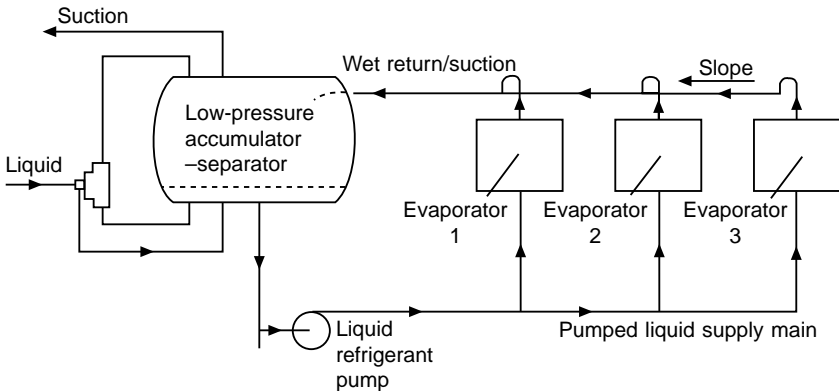 Suction
Wet return/suction
Slope
Low-pressure
accumulator
–separator
Liquid
Evaporator
1
Evaporator
2
Evaporator
3
Liquid
refrigerant
pump
Pumped liquid supply main